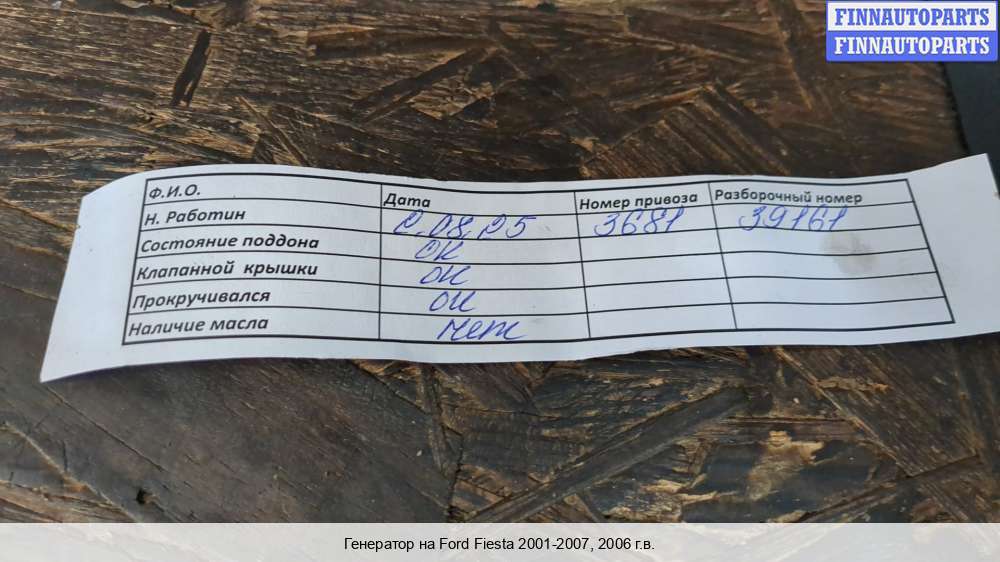 FINNAUTOPARTS
FINNAUTOPARTS
Ф.И.О. Дата Номер привоза Разборочный номер
Н. Работин 2.08.25 3681 39161
Состояние поддона ОК
Клапанной крышки ОК
Прокручивался ОК
Наличие масла нет
Генератор на Ford Fiesta 2001-2007, 2006 г.в.